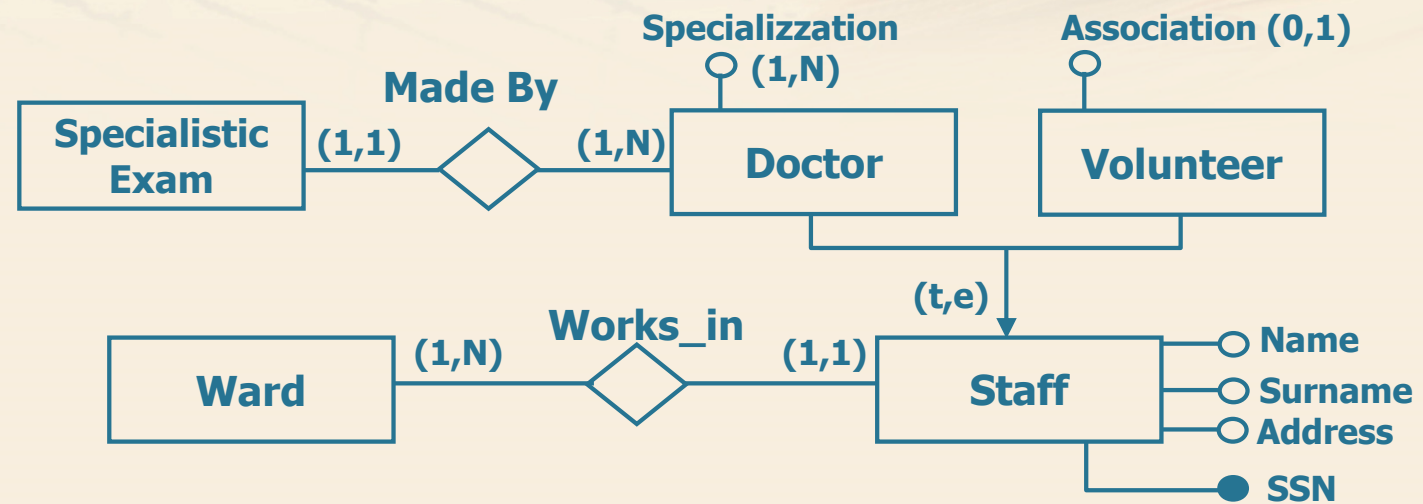 Specializzation
(1,N)
Association (0,1)
Made By
Specialistic
Exam
(1,1)
(1,N)
Doctor
Volunteer
(t,e)
Works_in
Ward
(1,N)
(1,1)
Staff
Name
Surname
Address
SSN